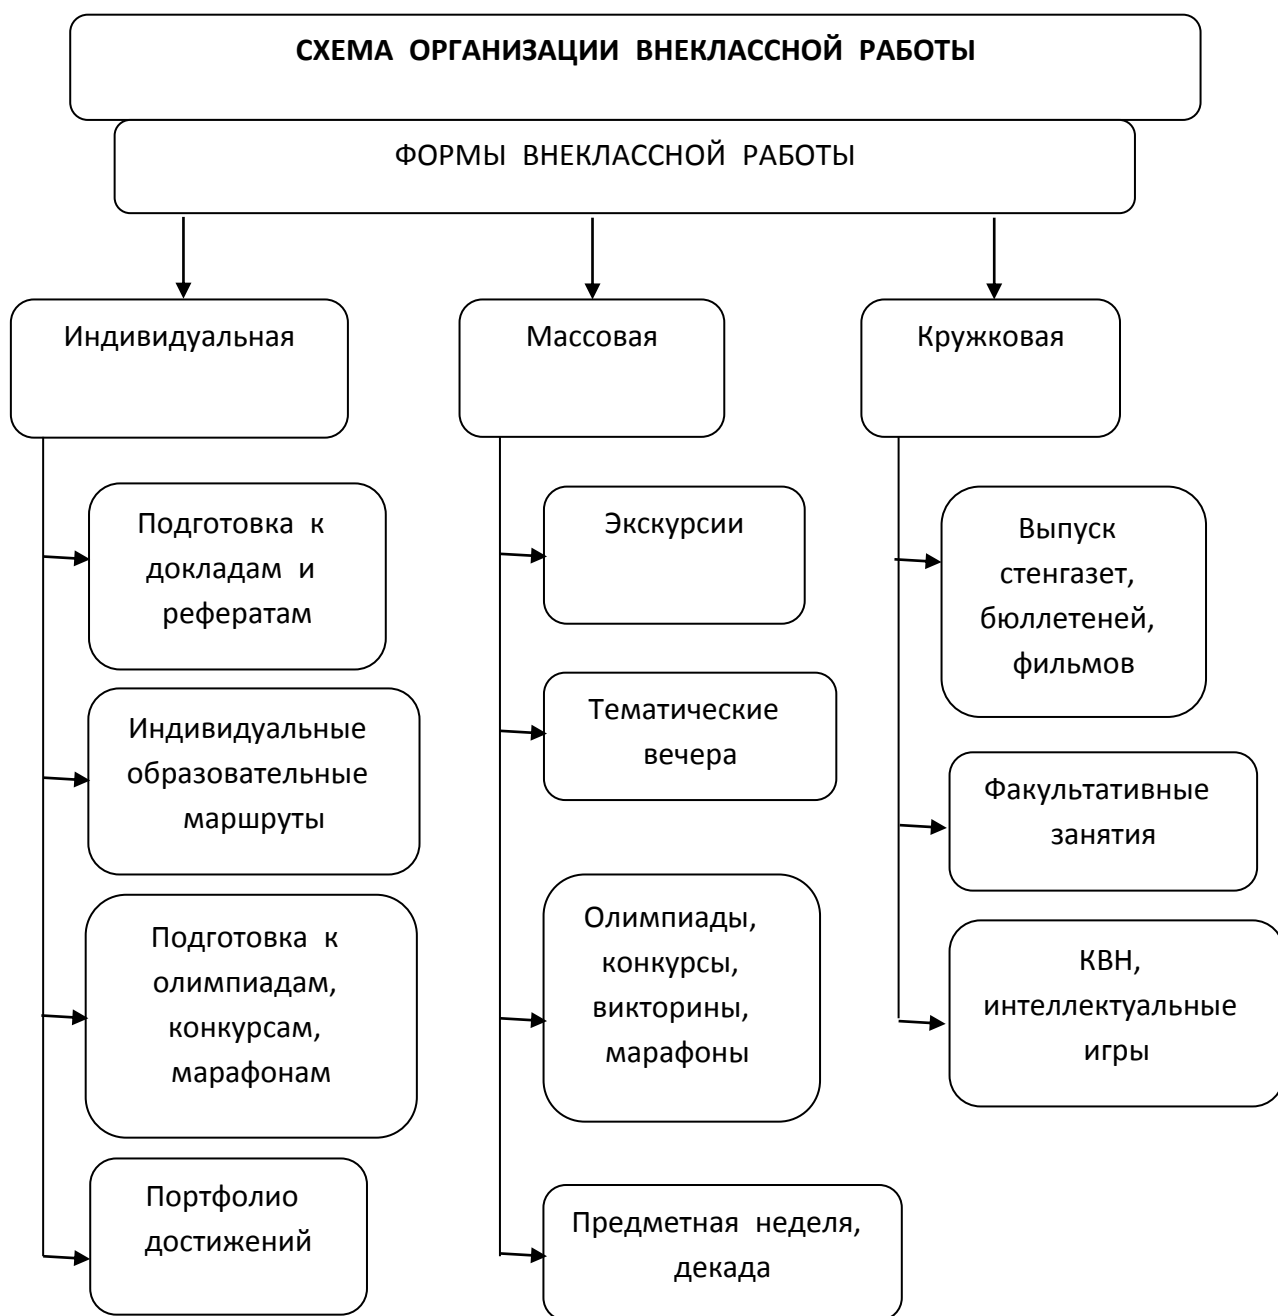 СХЕМА ОРГАНИЗАЦИИ ВНЕКЛАССНОЙ РАБОТЫ
ФОРМЫ ВНЕКЛАССНОЙ РАБОТЫ
Индивидуальная
Подготовка к
докладам и
рефератам
Индивидуальные
образовательные
маршруты
Подготовка к
олимпиадам,
конкурсам,
марафонам
Портфолио
достижений
Массовая
Экскурсии
Тематические
вечера
Олимпиады,
конкурсы,
викторины,
марафоны
Предметная неделя,
декада
Кружковая
Выпуск
стенгазет,
бюллетеней,
фильмов
Факультативные
занятия
КВН,
интеллектуальные
игры